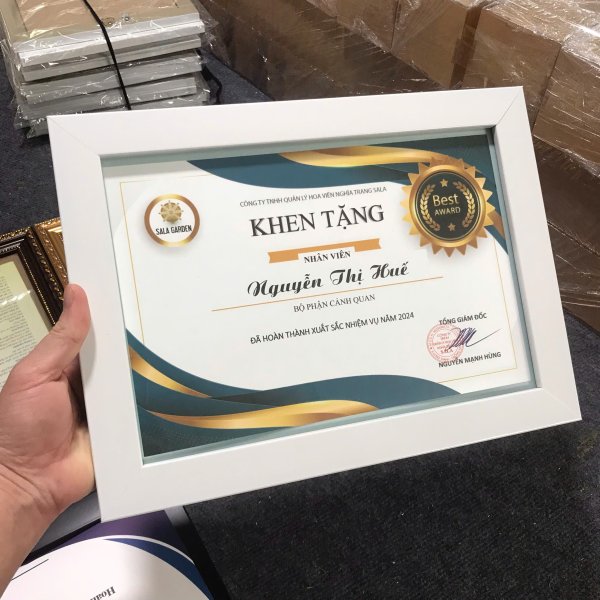 CÔNG TY TNHH QUẢN LÝ HOA VIÊN NGHĨA TRANG SALA
SALA GARDEN
KHEN TẶNG
Best
AWARD
NHÂN VIÊN
Nguyễn Thị Huế
BỘ PHẬN CẢNH QUAN
ĐÃ HOÀN THÀNH XUẤT SẮC NHIỆM VỤ NĂM 2024
TỔNG GIÁM ĐỐC
NGUYỄN MẠNH HÙNG